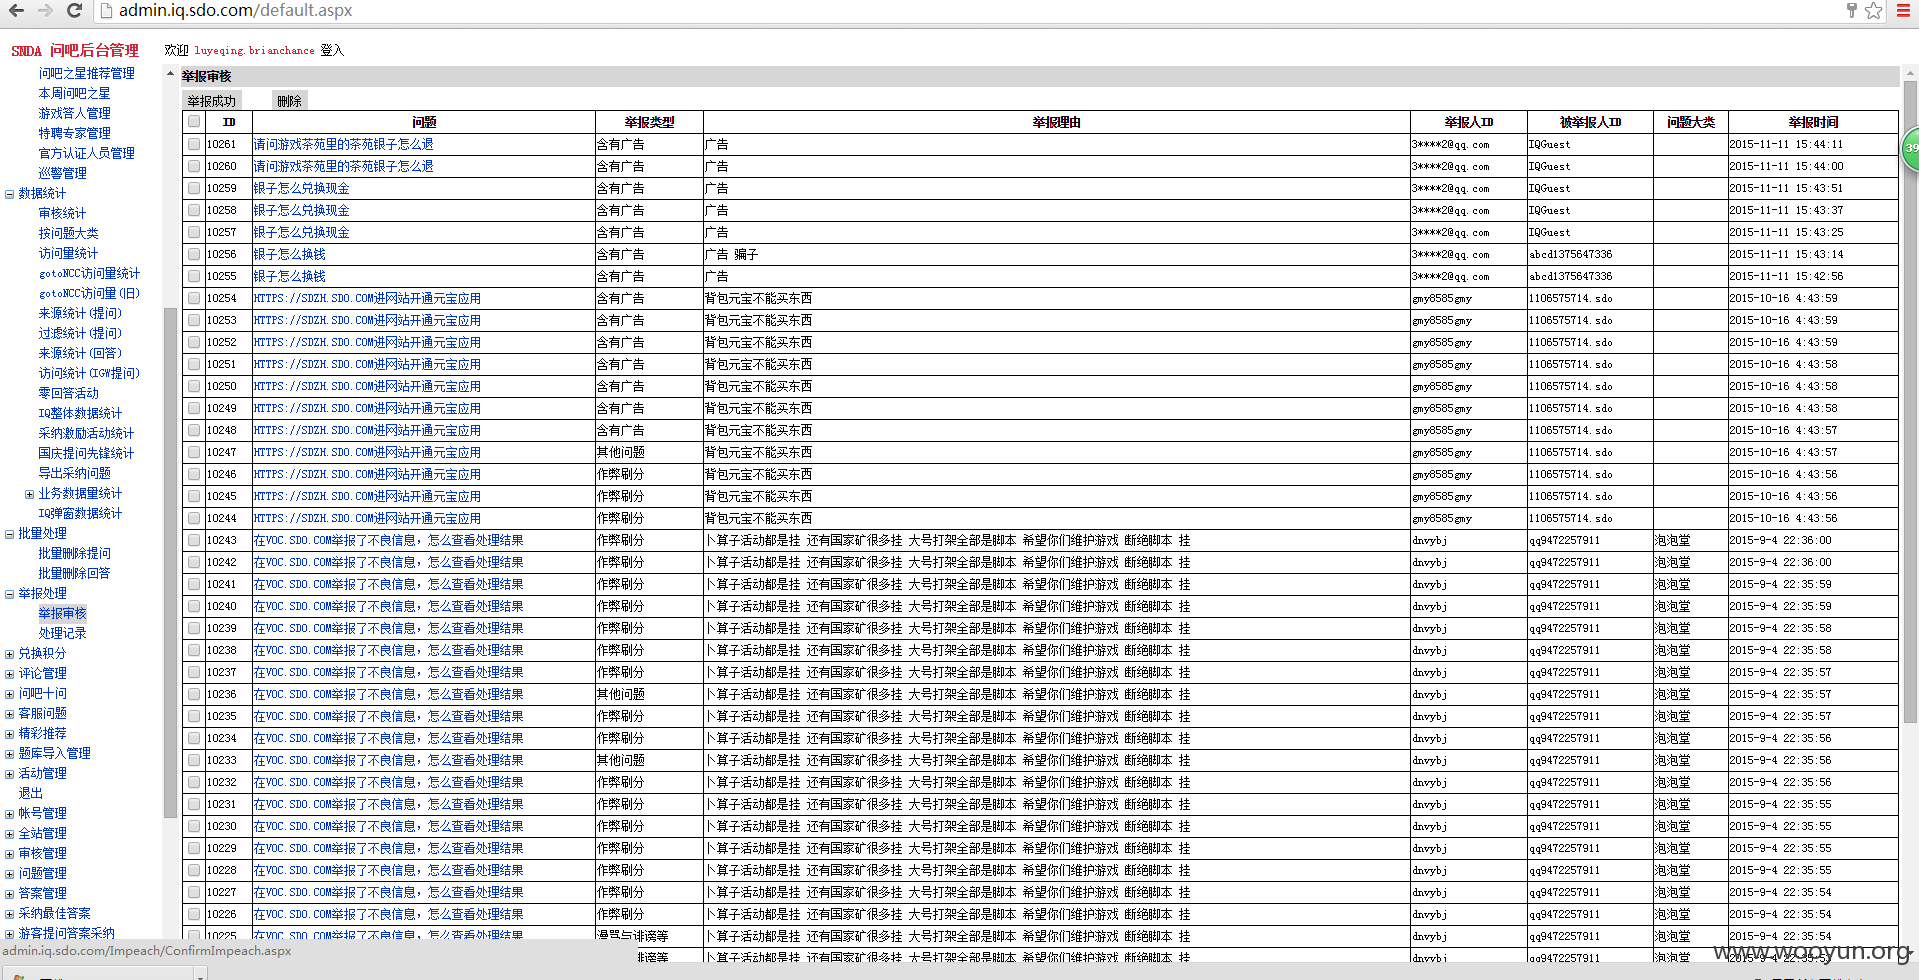 admin.iq.sdo.com/default.aspx
SNDA 问吧后台管理
欢迎 luyeqing.brianchance 登入
问吧之星推荐管理
本周问吧之星
游戏答人管理
特聘专家管理
官方认证人员管理
巡警管理
数据统计
审核统计
按问题大类
访问量统计
gotoNCC访问量统计
gotoNCC访问量(旧)
来源统计(提问)
过滤统计(提问)
来源统计(回答)
访问统计(IGW提问)
零回答活动
IQ整体数据统计
采纳激励活动统计
国庆提问先锋统计
导出采纳问题
业务数据量统计
IQ弹窗数据统计
批量处理
批量删除提问
批量删除回答
举报处理
举报审核
处理记录
兑换积分
评论管理
问吧十问
客服问题
精彩推荐
题库导入管理
活动管理
退出
帐号管理
全站管理
审核管理
问题管理
答案管理
采纳最佳答案
游客提问答案采纳
admin.iq.sdo.com/Impeach/ConfirmImpeach.aspx
举报审核
举报成功 删除
ID 问题 举报类型 举报理由 举报人ID 被举报人ID 问题大类 举报时间
10261 请问游戏茶苑里的茶苑银子怎么退 含有广告 广告 3****2@qq.com IQGuest 2015-11-11 15:44:11
10260 请问游戏茶苑里的茶苑银子怎么退 含有广告 广告 3****2@qq.com IQGuest 2015-11-11 15:44:00
10259 银子怎么兑换现金 含有广告 广告 3****2@qq.com IQGuest 2015-11-11 15:43:51
10258 银子怎么兑换现金 含有广告 广告 3****2@qq.com IQGuest 2015-11-11 15:43:37
10257 银子怎么兑换现金 含有广告 广告 3****2@qq.com IQGuest 2015-11-11 15:43:25
10256 银子怎么换钱 含有广告 广告 骗子 3****2@qq.com abcd1375647336 2015-11-11 15:43:14
10255 银子怎么换钱 含有广告 广告 3****2@qq.com abcd1375647336 2015-11-11 15:42:56
10254 HTTPS://SDZH.SDO.COM进网站开通元宝应用 含有广告 背包元宝不能买东西 gmy8585gmy 1106575714.sdo 2015-10-16 4:43:59
10253 HTTPS://SDZH.SDO.COM进网站开通元宝应用 含有广告 背包元宝不能买东西 gmy8585gmy 1106575714.sdo 2015-10-16 4:43:59
10252 HTTPS://SDZH.SDO.COM进网站开通元宝应用 含有广告 背包元宝不能买东西 gmy8585gmy 1106575714.sdo 2015-10-16 4:43:59
10251 HTTPS://SDZH.SDO.COM进网站开通元宝应用 含有广告 背包元宝不能买东西 gmy8585gmy 1106575714.sdo 2015-10-16 4:43:58
10250 HTTPS://SDZH.SDO.COM进网站开通元宝应用 含有广告 背包元宝不能买东西 gmy8585gmy 1106575714.sdo 2015-10-16 4:43:58
10249 HTTPS://SDZH.SDO.COM进网站开通元宝应用 含有广告 背包元宝不能买东西 gmy8585gmy 1106575714.sdo 2015-10-16 4:43:58
10248 HTTPS://SDZH.SDO.COM进网站开通元宝应用 含有广告 背包元宝不能买东西 gmy8585gmy 1106575714.sdo 2015-10-16 4:43:57
10247 HTTPS://SDZH.SDO.COM进网站开通元宝应用 其他问题 背包元宝不能买东西 gmy8585gmy 1106575714.sdo 2015-10-16 4:43:57
10246 HTTPS://SDZH.SDO.COM进网站开通元宝应用 作弊刷分 背包元宝不能买东西 gmy8585gmy 1106575714.sdo 2015-10-16 4:43:56
10245 HTTPS://SDZH.SDO.COM进网站开通元宝应用 作弊刷分 背包元宝不能买东西 gmy8585gmy 1106575714.sdo 2015-10-16 4:43:56
10244 HTTPS://SDZH.SDO.COM进网站开通元宝应用 作弊刷分 背包元宝不能买东西 gmy8585gmy 1106575714.sdo 2015-10-16 4:43:56
10243 在VOC.SDO.COM举报了不良信息，怎么查看处理结果 作弊刷分 卜算子活动都是挂 还有国家矿很多挂 大号打架全部是脚本 希望你们维护游戏 断绝脚本 挂 dnvybj qq9472257911 泡泡堂 2015-9-4 22:36:00
10242 在VOC.SDO.COM举报了不良信息，怎么查看处理结果 作弊刷分 卜算子活动都是挂 还有国家矿很多挂 大号打架全部是脚本 希望你们维护游戏 断绝脚本 挂 dnvybj qq9472257911 泡泡堂 2015-9-4 22:36:00
10241 在VOC.SDO.COM举报了不良信息，怎么查看处理结果 作弊刷分 卜算子活动都是挂 还有国家矿很多挂 大号打架全部是脚本 希望你们维护游戏 断绝脚本 挂 dnvybj qq9472257911 泡泡堂 2015-9-4 22:35:59
10240 在VOC.SDO.COM举报了不良信息，怎么查看处理结果 作弊刷分 卜算子活动都是挂 还有国家矿很多挂 大号打架全部是脚本 希望你们维护游戏 断绝脚本 挂 dnvybj qq9472257911 泡泡堂 2015-9-4 22:35:59
10239 在VOC.SDO.COM举报了不良信息，怎么查看处理结果 作弊刷分 卜算子活动都是挂 还有国家矿很多挂 大号打架全部是脚本 希望你们维护游戏 断绝脚本 挂 dnvybj qq9472257911 泡泡堂 2015-9-4 22:35:58
10238 在VOC.SDO.COM举报了不良信息，怎么查看处理结果 作弊刷分 卜算子活动都是挂 还有国家矿很多挂 大号打架全部是脚本 希望你们维护游戏 断绝脚本 挂 dnvybj qq9472257911 泡泡堂 2015-9-4 22:35:58
10237 在VOC.SDO.COM举报了不良信息，怎么查看处理结果 作弊刷分 卜算子活动都是挂 还有国家矿很多挂 大号打架全部是脚本 希望你们维护游戏 断绝脚本 挂 dnvybj qq9472257911 泡泡堂 2015-9-4 22:35:57
10236 在VOC.SDO.COM举报了不良信息，怎么查看处理结果 其他问题 卜算子活动都是挂 还有国家矿很多挂 大号打架全部是脚本 希望你们维护游戏 断绝脚本 挂 dnvybj qq9472257911 泡泡堂 2015-9-4 22:35:57
10235 在VOC.SDO.COM举报了不良信息，怎么查看处理结果 作弊刷分 卜算子活动都是挂 还有国家矿很多挂 大号打架全部是脚本 希望你们维护游戏 断绝脚本 挂 dnvybj qq9472257911 泡泡堂 2015-9-4 22:35:57
10234 在VOC.SDO.COM举报了不良信息，怎么查看处理结果 作弊刷分 卜算子活动都是挂 还有国家矿很多挂 大号打架全部是脚本 希望你们维护游戏 断绝脚本 挂 dnvybj qq9472257911 泡泡堂 2015-9-4 22:35:56
10233 在VOC.SDO.COM举报了不良信息，怎么查看处理结果 其他问题 卜算子活动都是挂 还有国家矿很多挂 大号打架全部是脚本 希望你们维护游戏 断绝脚本 挂 dnvybj qq9472257911 泡泡堂 2015-9-4 22:35:56
10232 在VOC.SDO.COM举报了不良信息，怎么查看处理结果 作弊刷分 卜算子活动都是挂 还有国家矿很多挂 大号打架全部是脚本 希望你们维护游戏 断绝脚本 挂 dnvybj qq9472257911 泡泡堂 2015-9-4 22:35:56
10231 在VOC.SDO.COM举报了不良信息，怎么查看处理结果 作弊刷分 卜算子活动都是挂 还有国家矿很多挂 大号打架全部是脚本 希望你们维护游戏 断绝脚本 挂 dnvybj qq9472257911 泡泡堂 2015-9-4 22:35:55
10230 在VOC.SDO.COM举报了不良信息，怎么查看处理结果 作弊刷分 卜算子活动都是挂 还有国家矿很多挂 大号打架全部是脚本 希望你们维护游戏 断绝脚本 挂 dnvybj qq9472257911 泡泡堂 2015-9-4 22:35:55
10229 在VOC.SDO.COM举报了不良信息，怎么查看处理结果 作弊刷分 卜算子活动都是挂 还有国家矿很多挂 大号打架全部是脚本 希望你们维护游戏 断绝脚本 挂 dnvybj qq9472257911 泡泡堂 2015-9-4 22:35:55
10228 在VOC.SDO.COM举报了不良信息，怎么查看处理结果 作弊刷分 卜算子活动都是挂 还有国家矿很多挂 大号打架全部是脚本 希望你们维护游戏 断绝脚本 挂 dnvybj qq9472257911 泡泡堂 2015-9-4 22:35:55
10227 在VOC.SDO.COM举报了不良信息，怎么查看处理结果 作弊刷分 卜算子活动都是挂 还有国家矿很多挂 大号打架全部是脚本 希望你们维护游戏 断绝脚本 挂 dnvybj qq9472257911 泡泡堂 2015-9-4 22:35:54
10226 在VOC.SDO.COM举报了不良信息，怎么查看处理结果 作弊刷分 卜算子活动都是挂 还有国家矿很多挂 大号打架全部是脚本 希望你们维护游戏 断绝脚本 挂 dnvybj qq9472257911 泡泡堂 2015-9-4 22:35:54
10225 在VOC.SDO.COM举报了不良信息，怎么查看处理结果 漫骂与诽谤等 卜算子活动都是挂 还有国家矿很多挂 大号打架全部是脚本 希望你们维护游戏 断绝脚本 挂 dnvybj qq9472257911 泡泡堂 2015-9-4 22:35:54
诽谤等 卜算子活动都是挂 还有国家矿很多挂 大号打架全部是脚本 希望你们维护游戏 断绝脚本 挂 dnvybj qq9472257911
39
www.wooyun.org